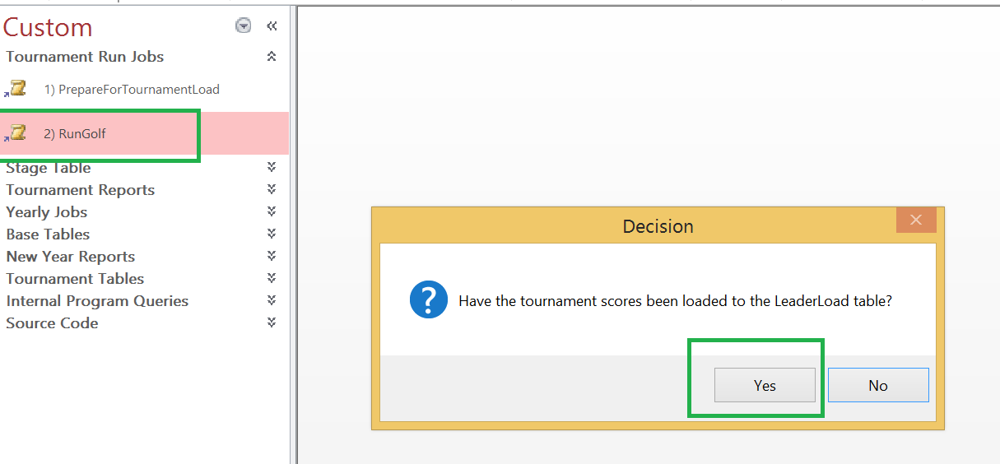 Custom
Tournament Run Jobs
1) PrepareForTournamentLoad
2) RunGolf
Stage Table
Tournament Reports
Yearly Jobs
Base Tables
New Year Reports
Tournament Tables
Internal Program Queries
Source Code
Decision
Have the tournament scores been loaded to the LeaderLoad table?
Yes
No